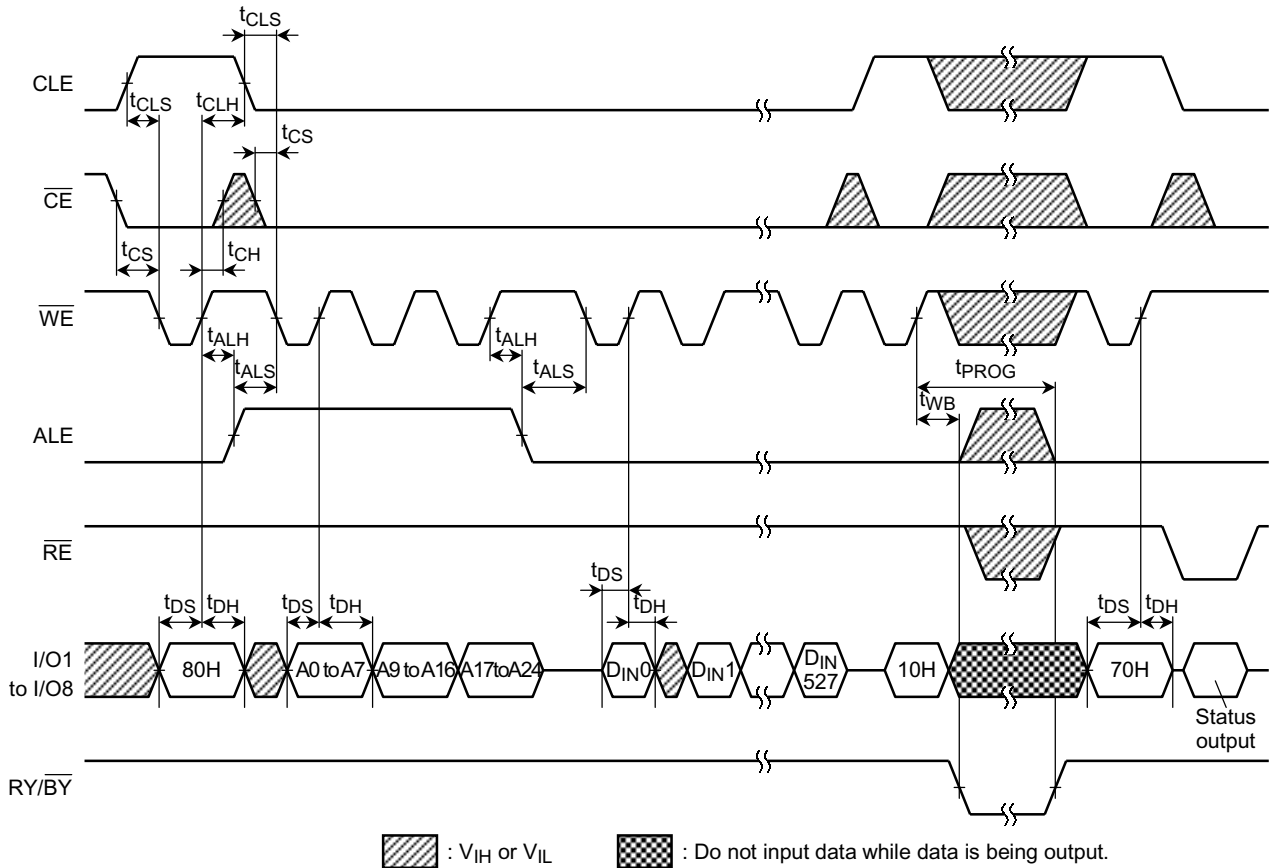 tCLS
CLE
tCLS tCLH
tCS
CE
tCS tCH
WE
tALH tALH
tALS tALS tPROG
tWB
ALE
RE
tDS
tDS tDH tDS tDH tDH tDS tDH
I/O1
to I/O8
80H A0 to A7 A9 to A16 A17 to A24 DIN0 DIN1 DIN
527 10H 70H
Status
output
RY/BY
: VIH or VIL : Do not input data while data is being output.